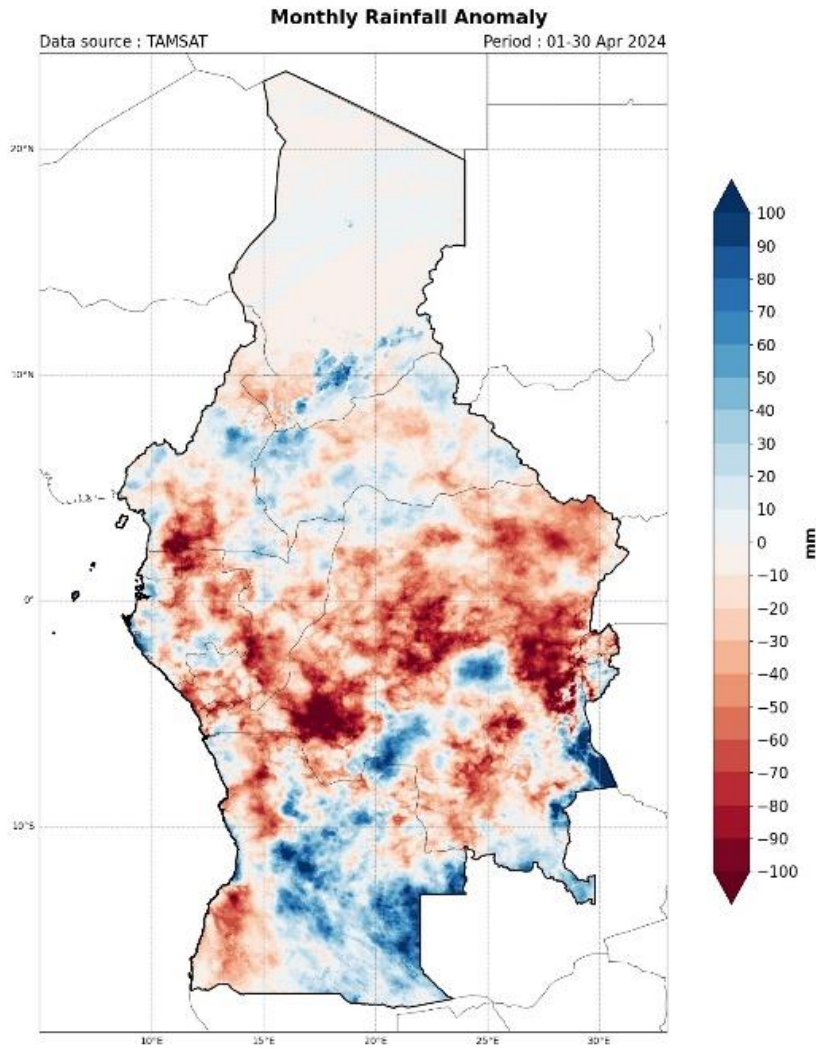 Monthly Rainfall Anomaly
Data source : TAMSAT
Period : 01-30 Apr 2024
20°N
10°N
0°
10°S
10°E
15°E
20°E
25°E
30°E
100
90
80
70
60
50
40
30
20
10
0
−10
−20
−30
−40
−50
−60
−70
−80
−90
−100
mm